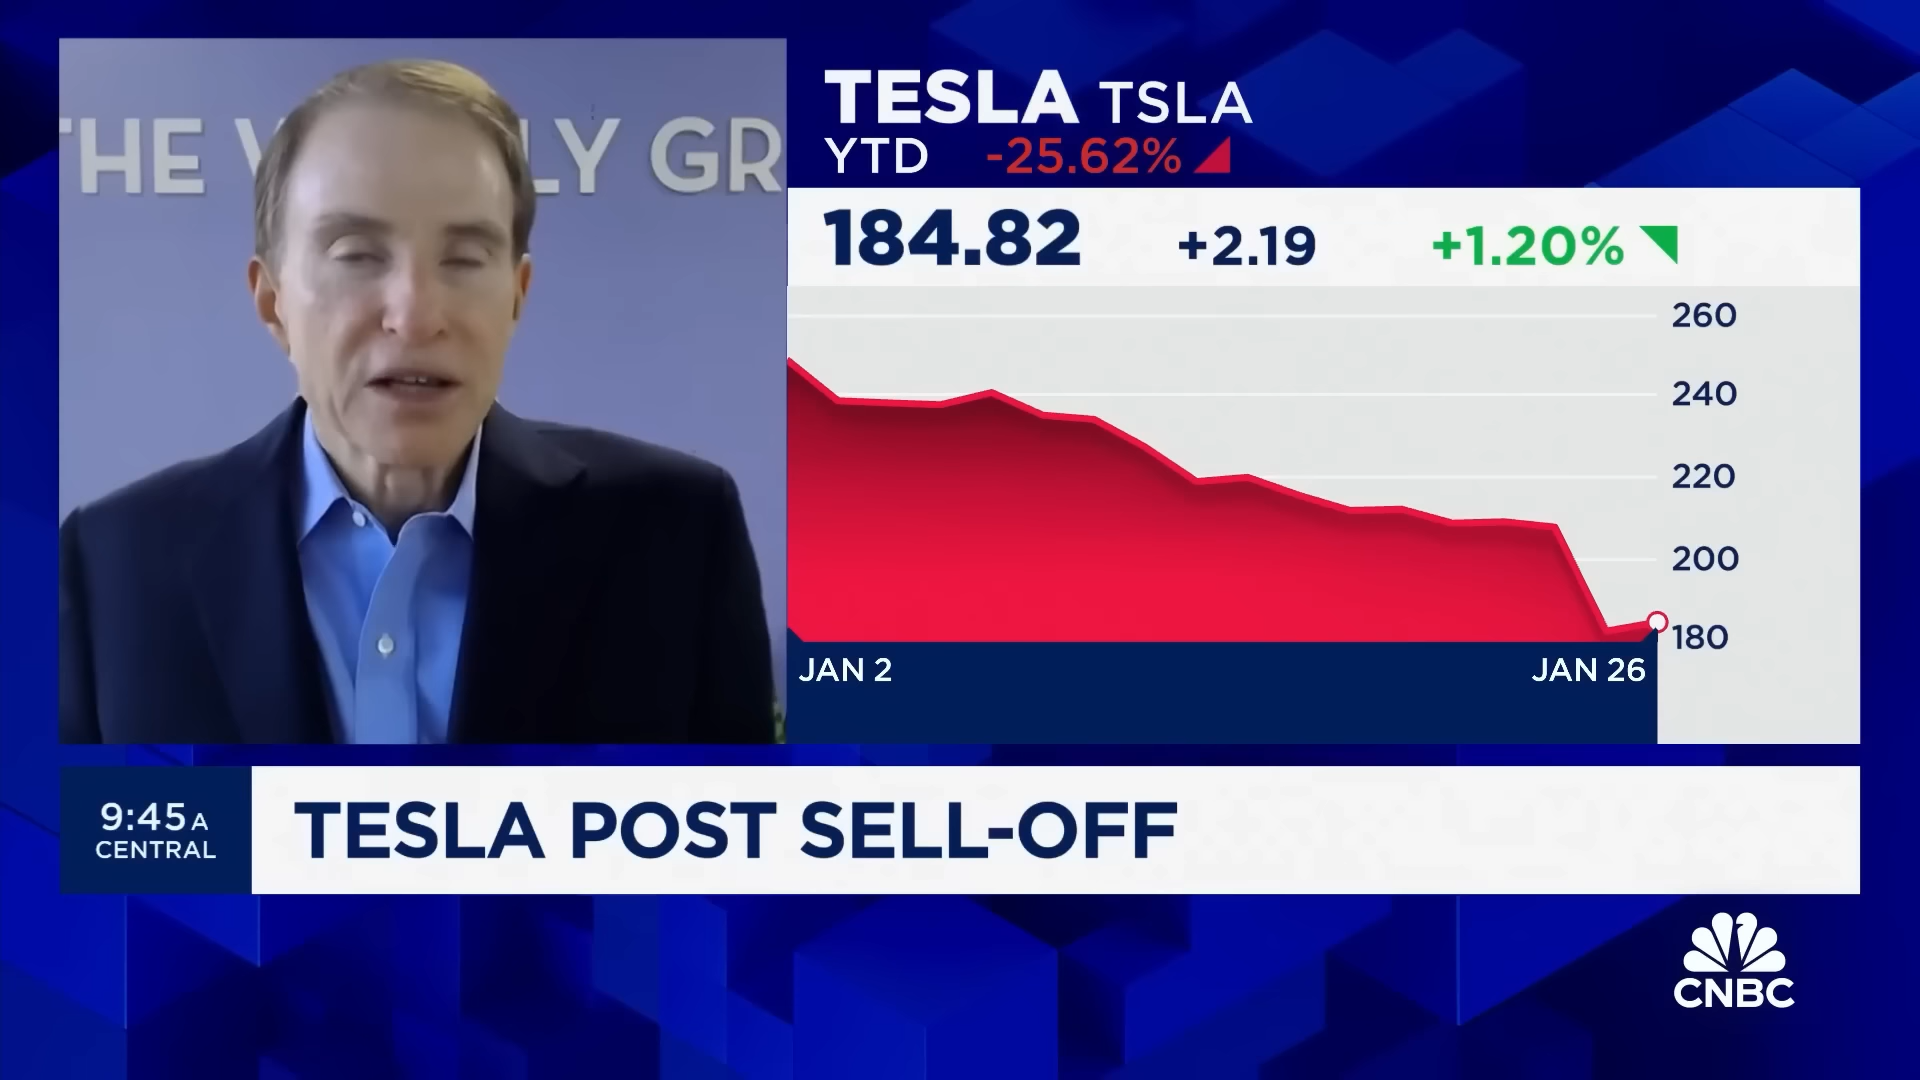 THE W LY GR
TESLA TSLA
YTD -25.62%
184.82 +2.19 +1.20%
260
240
220
200
180
JAN 2 JAN 26
9:45A
CENTRAL
TESLA POST SELL-OFF
CNBC